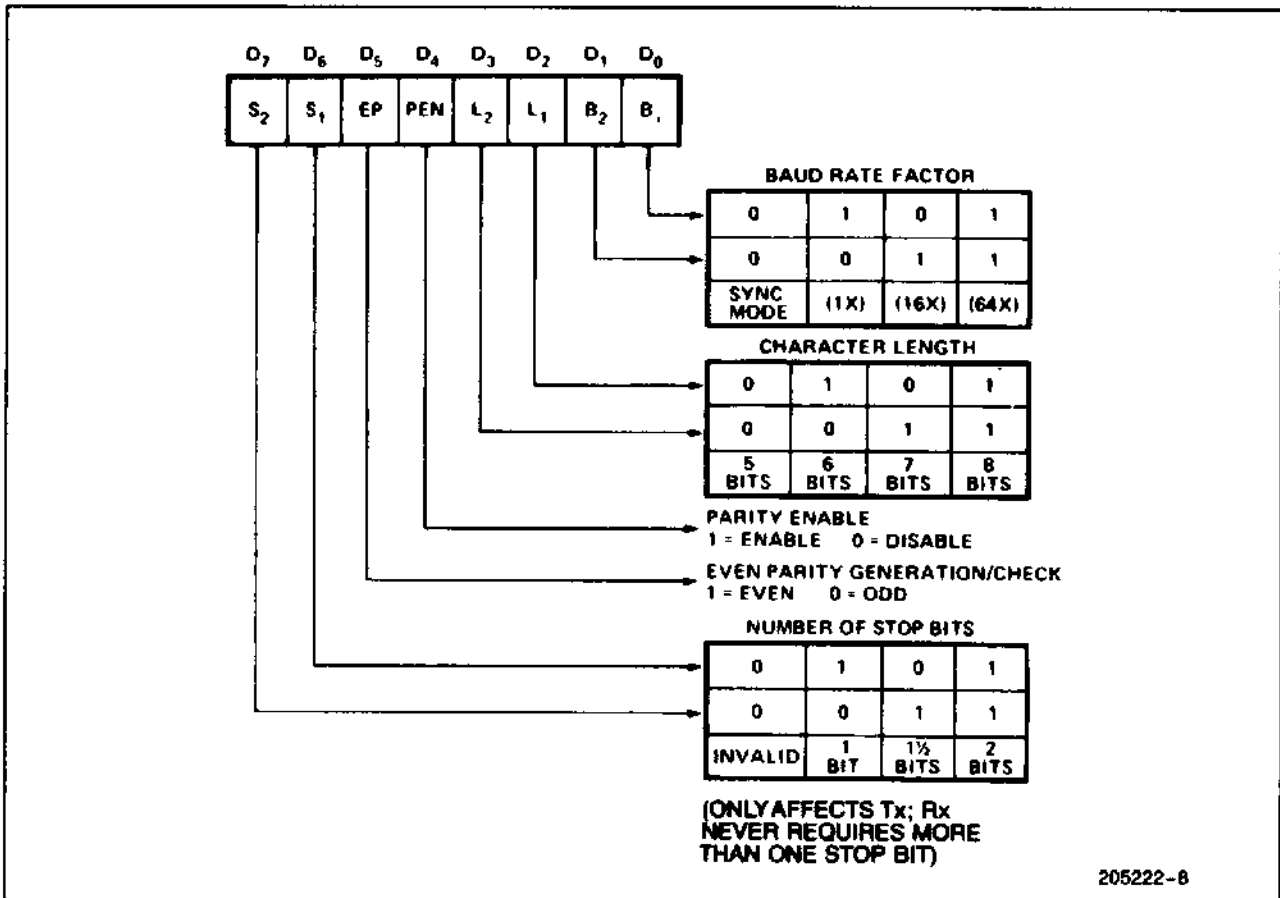 D7 D6 D5 D4 D3 D2 D1 D0
S2 S1 EP PEN L2 L1 B2 B1
BAUD RATE FACTOR
0 1 0 1
0 0 1 1
SYNC MODE (1X) (16X) (64X)
CHARACTER LENGTH
0 1 0 1
0 0 1 1
5 BITS 6 BITS 7 BITS 8 BITS
PARITY ENABLE
1 = ENABLE 0 = DISABLE
EVEN PARITY GENERATION/CHECK
1 = EVEN 0 = ODD
NUMBER OF STOP BITS
0 1 0 1
0 0 1 1
INVALID 1 BIT 1½ BITS 2 BITS
(ONLY AFFECTS Tx; Rx
NEVER REQUIRES MORE
THAN ONE STOP BIT)
205222-8